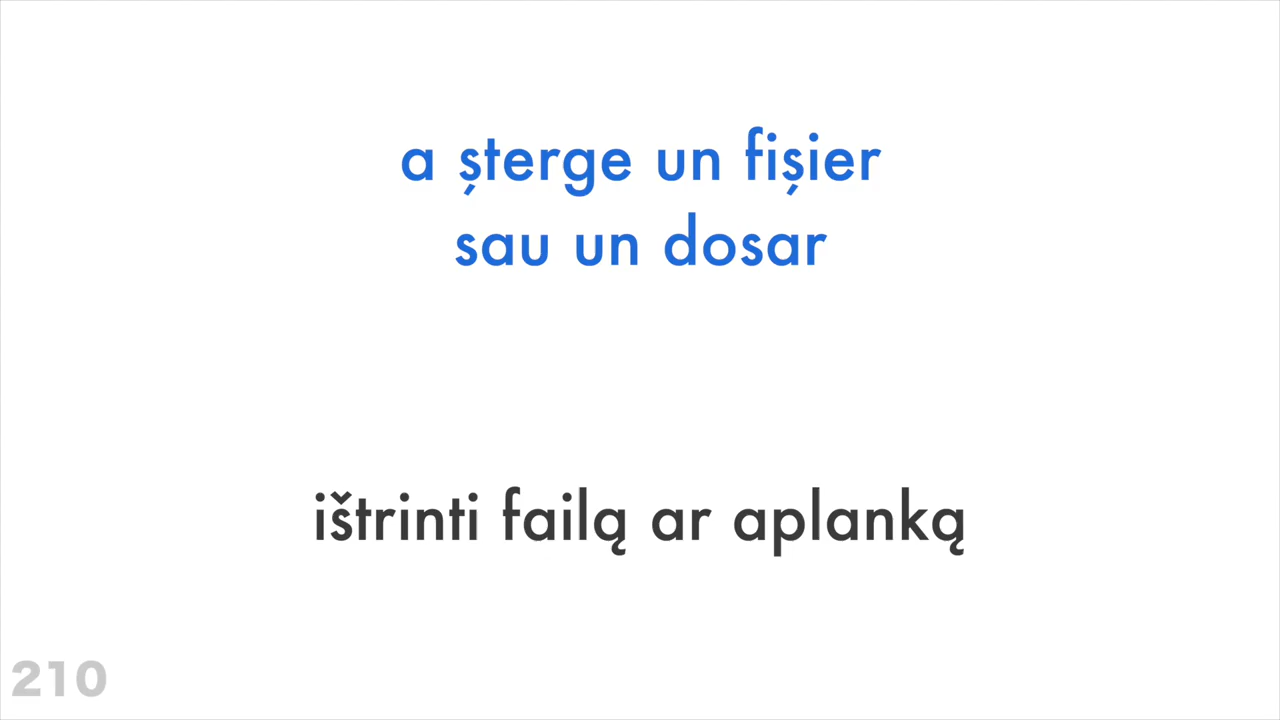 a șterge un fișier
sau un dosar
ištrinti failą ar aplanką
210